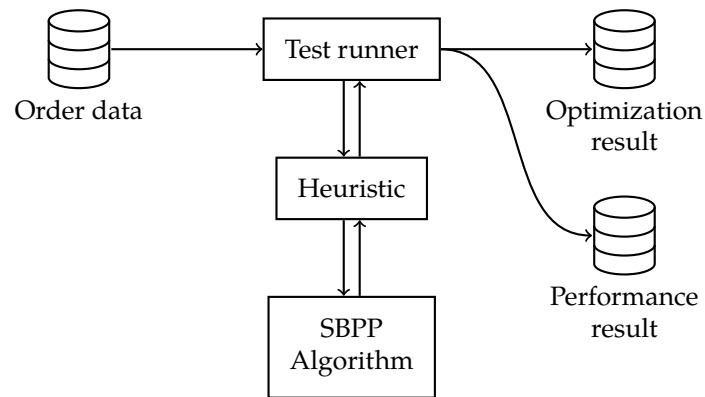 Order data
Test runner
Optimization
result
Heuristic
Performance
result
SBPP
Algorithm